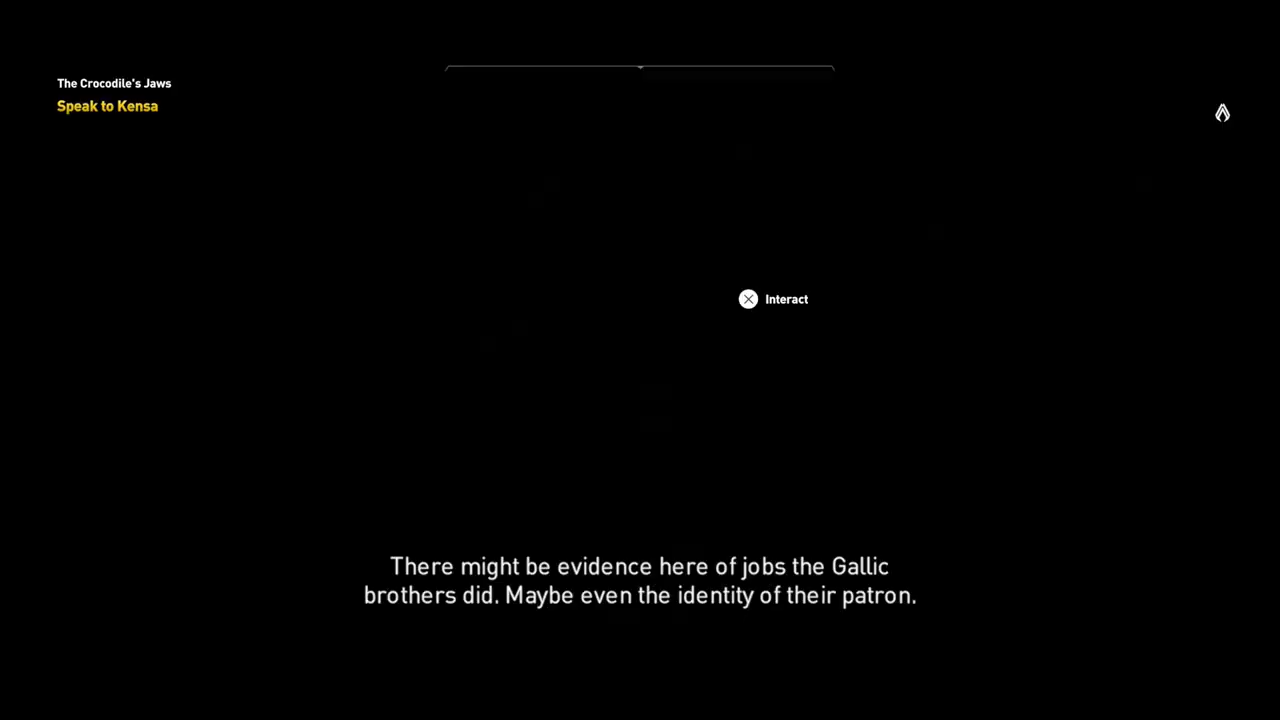 The Crocodile's Jaws
Speak to Kensa
Interact
There might be evidence here of jobs the Gallic
brothers did. Maybe even the identity of their patron.